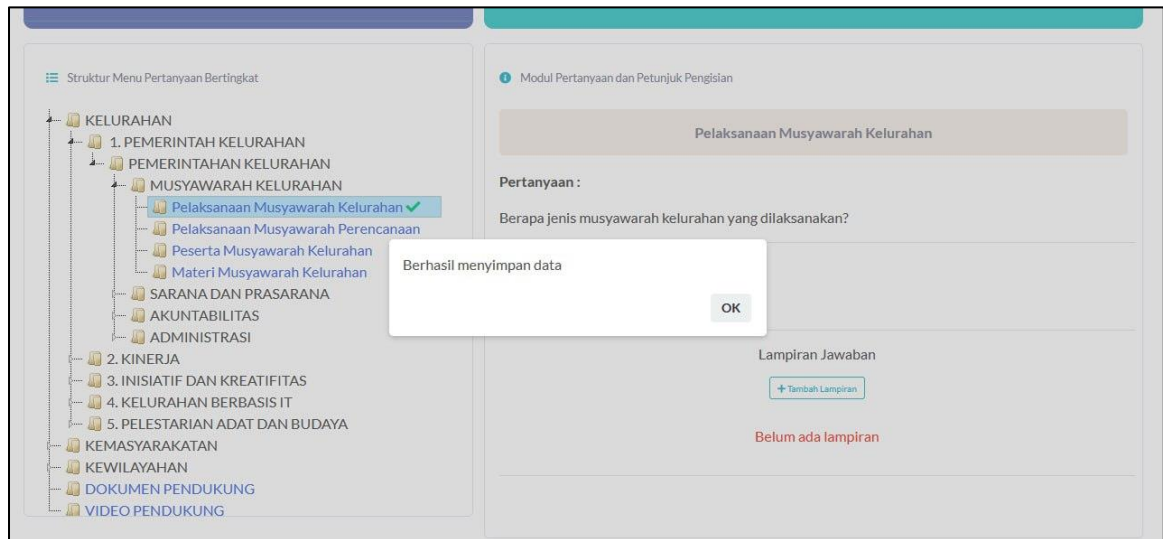 Struktur Menu Pertanyaan Bertingkat
KELURAHAN
1. PEMERINTAH KELURAHAN
PEMERINTAHAN KELURAHAN
MUSYAWARAH KELURAHAN
Pelaksanaan Musyawarah Kelurahan
Pelaksanaan Musyawarah Perencanaan
Peserta Musyawarah Kelurahan
Materi Musyawarah Kelurahan
SARANA DAN PRASARANA
AKUNTABILITAS
ADMINISTRASI
2. KINERJA
3. INISIATIF DAN KREATIFITAS
4. KELURAHAN BERBASIS IT
5. PELESTARIAN ADAT DAN BUDAYA
KEMASYARAKATAN
KEWILAYAHAN
DOKUMEN PENDUKUNG
VIDEO PENDUKUNG
Modul Pertanyaan dan Petunjuk Pengisian
Pelaksanaan Musyawarah Kelurahan
Pertanyaan :
Berapa jenis musyawarah kelurahan yang dilaksanakan?
Berhasil menyimpan data
OK
Lampiran Jawaban
+ Tambah Lampiran
Belum ada lampiran